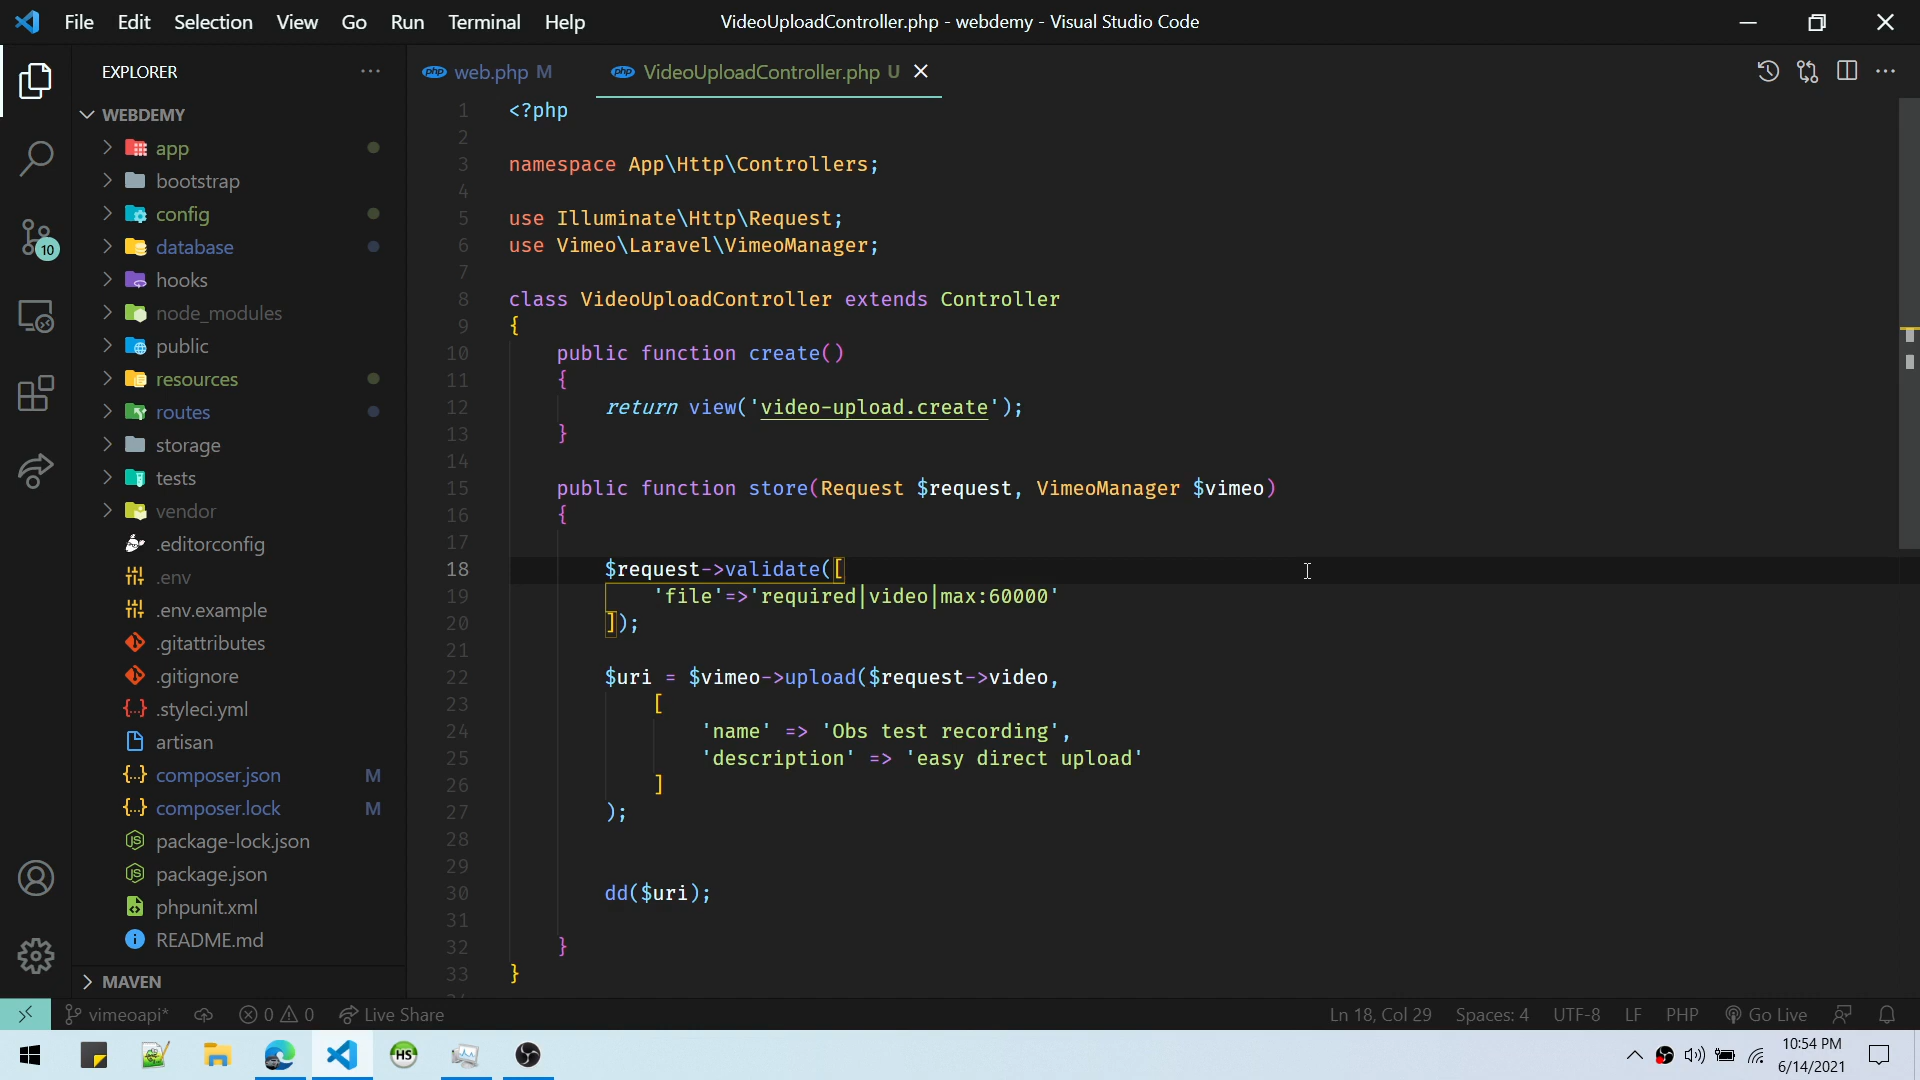 File Edit Selection View Go Run Terminal Help
VideoUploadController.php - webdemy - Visual Studio Code
EXPLORER
web.php M
VideoUploadController.php U
WEBDEMY
app
bootstrap
config
database
hooks
node_modules
public
resources
routes
storage
tests
vendor
.editorconfig
.env
.env.example
.gitattributes
.gitignore
.styleci.yml
artisan
composer.json M
composer.lock M
package-lock.json
package.json
phpunit.xml
README.md
MAVEN
10
1 <?php
2
3 namespace App\Http\Controllers;
4
5 use Illuminate\Http\Request;
6 use Vimeo\Laravel\VimeoManager;
7
8 class VideoUploadController extends Controller
9 {
10 public function create()
11 {
12 return view('video-upload.create');
13 }
14
15 public function store(Request $request, VimeoManager $vimeo)
16 {
17
18 $request->validate([
19 'file'=>'required|video|max:60000'
20 ]);
21
22 $uri = $vimeo->upload($request->video,
23 [
24 'name' => 'Obs test recording',
25 'description' => 'easy direct upload'
26 ]
27 );
28
29
30 dd($uri);
31
32 }
33 }
vimeoapi* 0 0 Live Share
Ln 18, Col 29 Spaces: 4 UTF-8 LF PHP Go Live
HS
10:54 PM
6/14/2021